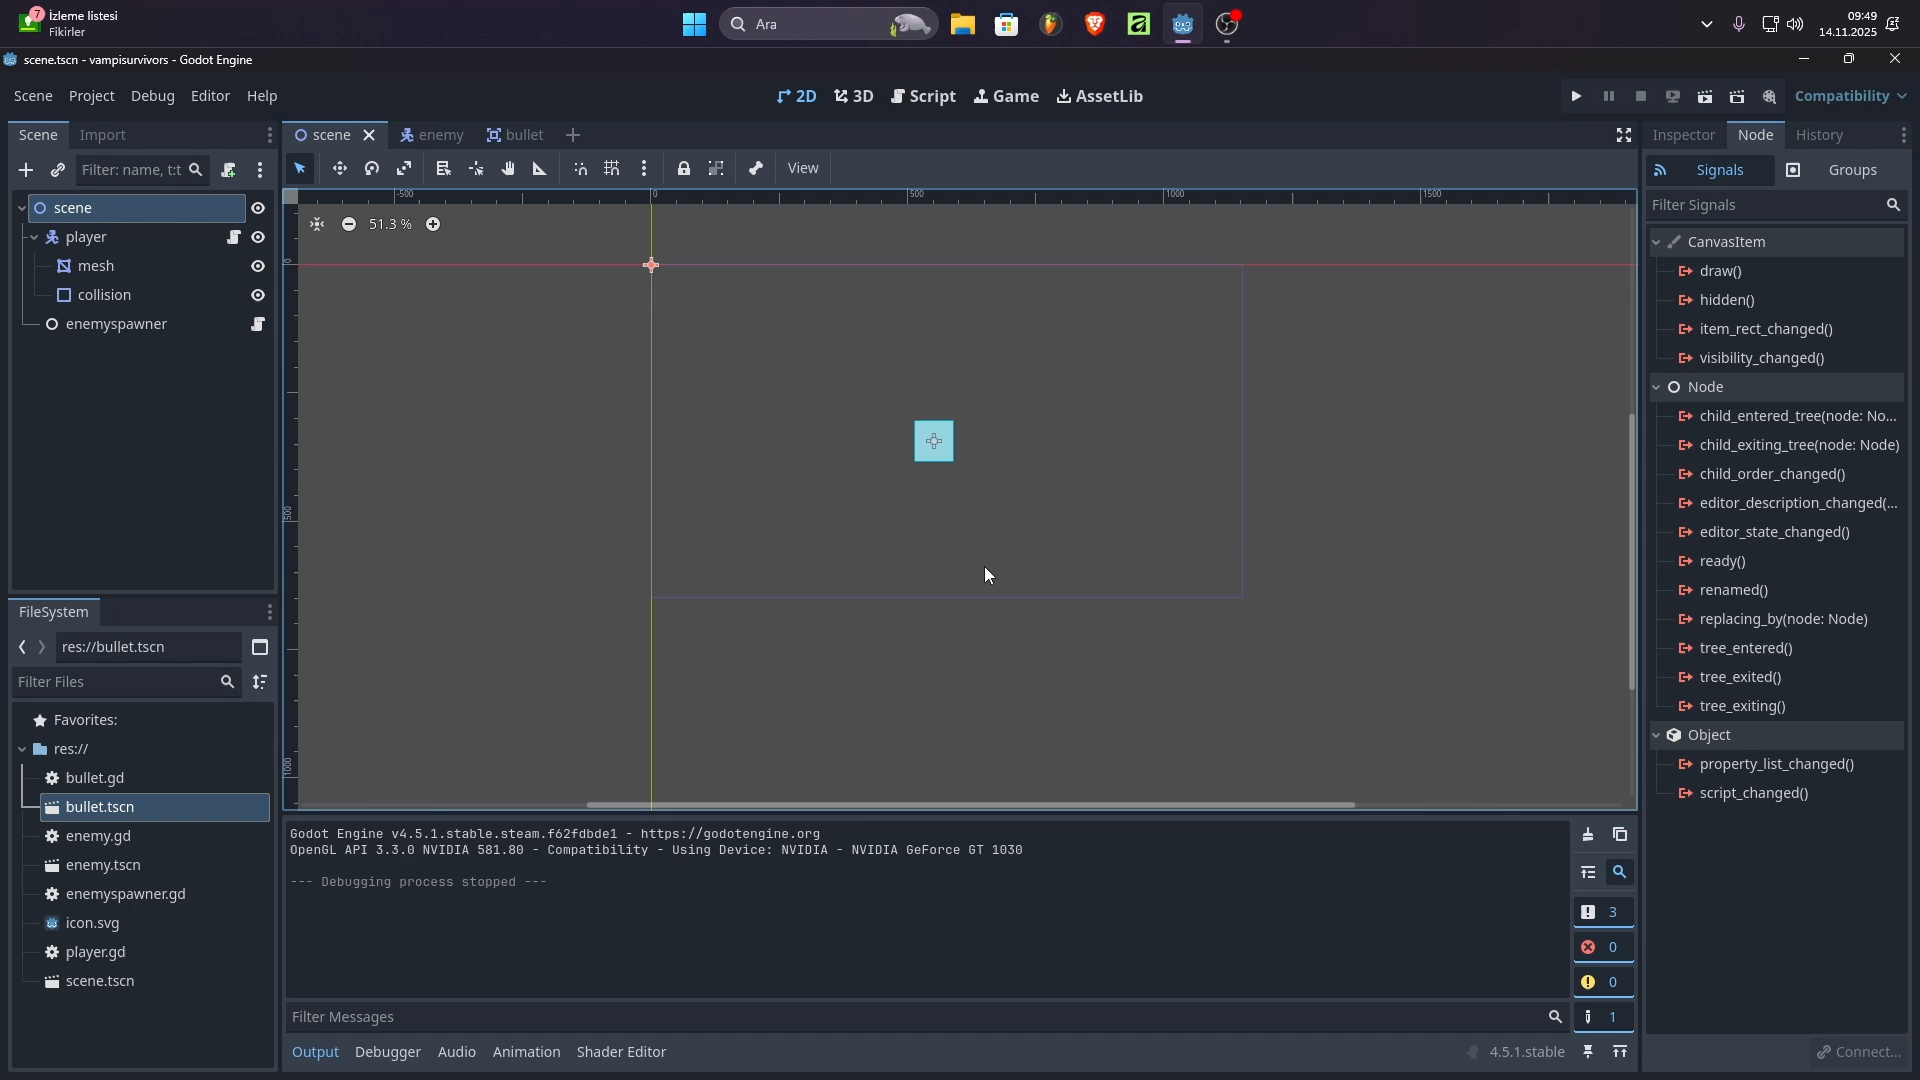 7
İzleme listesi
Fikirler
Ara
09:49
14.11.2025
scene.tscn - vampisurvivors - Godot Engine
Scene Project Debug Editor Help
2D 3D Script Game AssetLib
Compatibility
Scene Import
scene enemy bullet
Inspector Node History
Filter: name, t:t
View
Signals Groups
Filter Signals
scene
player
mesh
collision
enemyspawner
-500 0 500 1000 1500
0
500
1000
51.3 %
CanvasItem
draw()
hidden()
item_rect_changed()
visibility_changed()
Node
child_entered_tree(node: No...
child_exiting_tree(node: Node)
child_order_changed()
editor_description_changed(...
editor_state_changed()
ready()
renamed()
replacing_by(node: Node)
tree_entered()
tree_exited()
tree_exiting()
Object
property_list_changed()
script_changed()
Connect...
FileSystem
res://bullet.tscn
Filter Files
Favorites:
res://
bullet.gd
bullet.tscn
enemy.gd
enemy.tscn
enemyspawner.gd
icon.svg
player.gd
scene.tscn
Godot Engine v4.5.1.stable.steam.f62fdbde1 - https://godotengine.org
OpenGL API 3.3.0 NVIDIA 581.80 - Compatibility - Using Device: NVIDIA - NVIDIA GeForce GT 1030
--- Debugging process stopped ---
3
0
0
1
Filter Messages
Output Debugger Audio Animation Shader Editor
4.5.1.stable